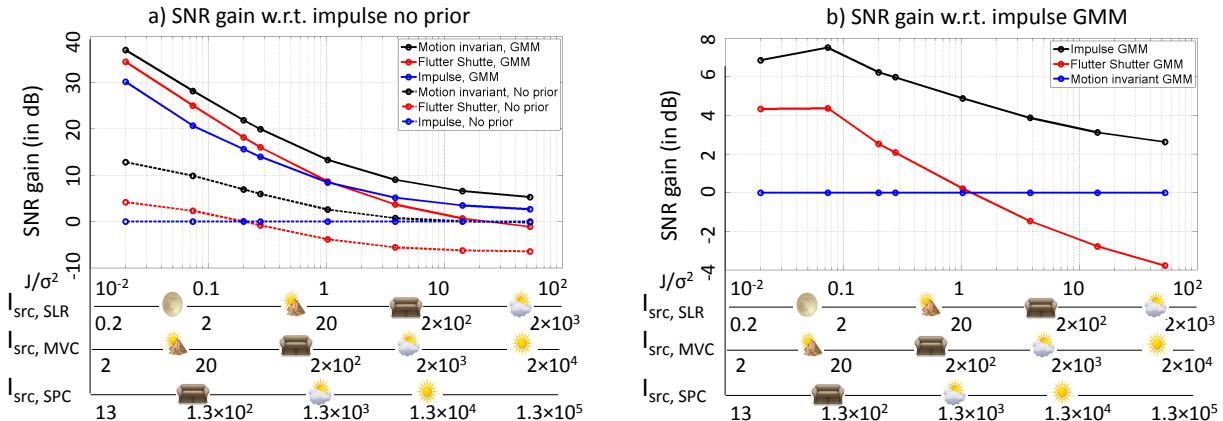 a) SNR gain w.r.t. impulse no prior
SNR gain (in dB)
40
30
20
10
0
-10
Motion invarian, GMM
Flutter Shutte, GMM
Impulse, GMM
Motion invariant, No prior
Flutter Shutter, No prior
Impulse, No prior
J/σ²
10⁻² 0.1 1 10 10²
I src, SLR
0.2 2 20 2×10² 2×10³
I src, MVC
2 20 2×10² 2×10³ 2×10⁴
I src, SPC
13 1.3×10² 1.3×10³ 1.3×10⁴ 1.3×10⁵
b) SNR gain w.r.t. impulse GMM
SNR gain (in dB)
8
6
4
2
0
-2
-4
Impulse GMM
Flutter Shutter GMM
Motion invariant GMM
J/σ²
10⁻² 0.1 1 10 10²
I src, SLR
0.2 2 20 2×10² 2×10³
I src, MVC
2 20 2×10² 2×10³ 2×10⁴
I src, SPC
13 1.3×10² 1.3×10³ 1.3×10⁴ 1.3×10⁵